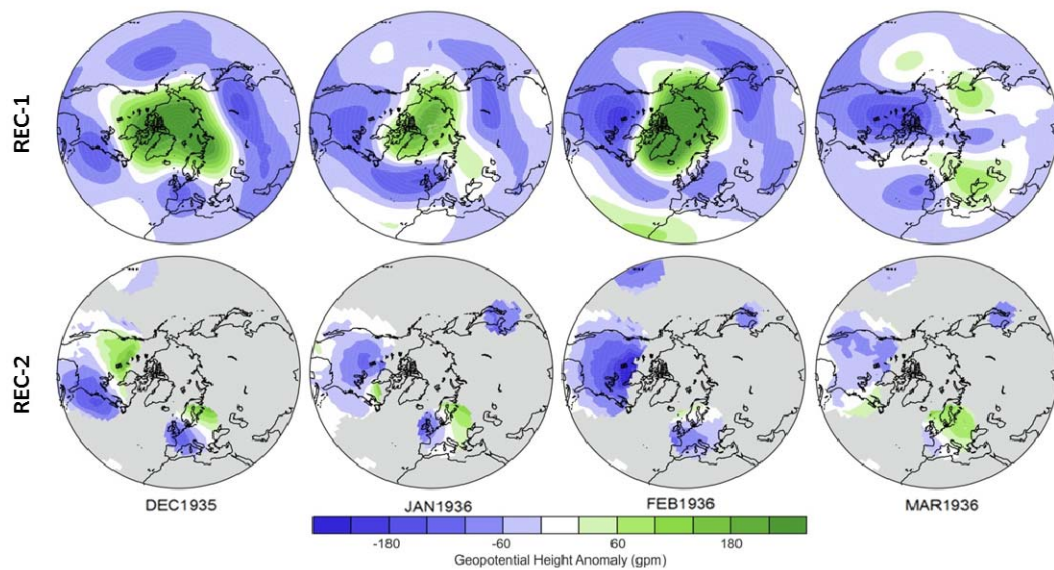 REC-1
REC-2
DEC1935
JAN1936
FEB1936
MAR1936
-180
-60
60
180
Geopotential Height Anomaly (gpm)